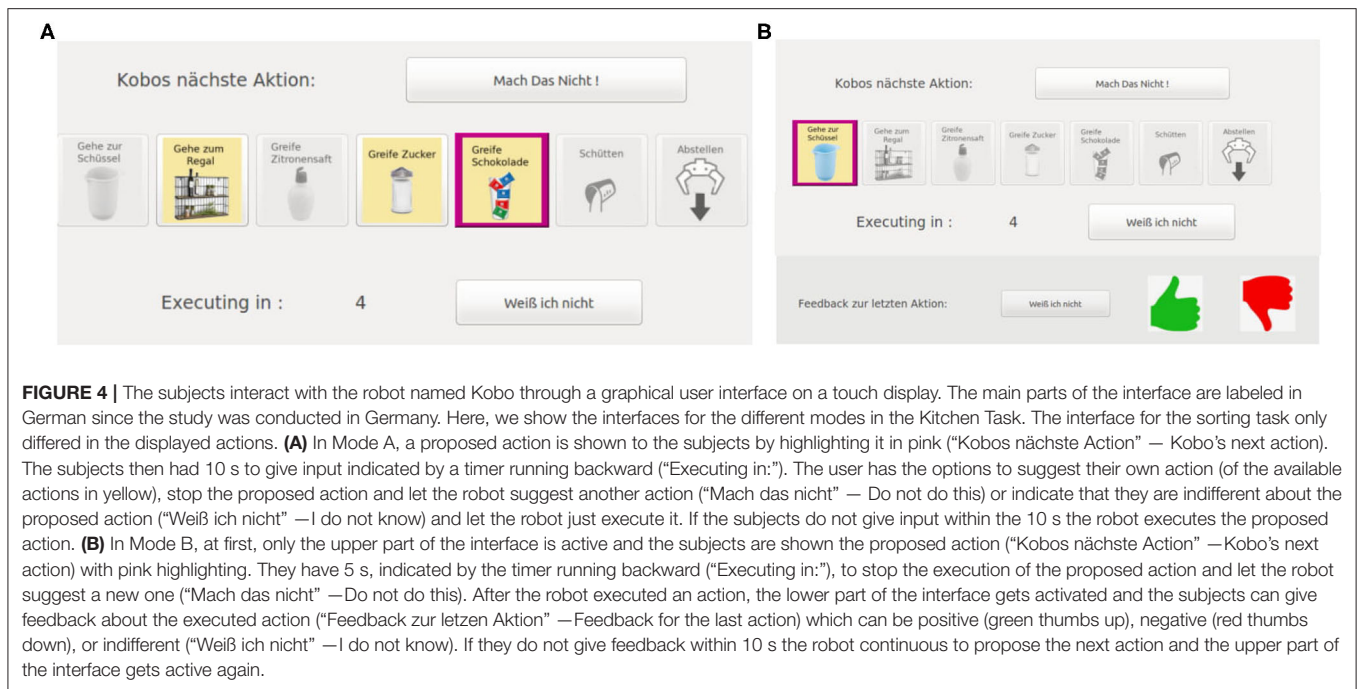 A
Kobos nächste Aktion:
Mach Das Nicht !
Gehe zur
Schüssel
Gehe zum
Regal
Greife
Zitronensaft
Greife Zucker
Greife
Schokolade
Schütten
Abstellen
Executing in :
4
Weiß ich nicht
B
Kobos nächste Aktion:
Mach Das Nicht !
Gehe zur
Schüssel
Gehe zum
Regal
Greife
Zitronensaft
Greife Zucker
Greife
Schokolade
Schütten
Abstellen
Executing in :
4
Weiß ich nicht
Feedback zur letzten Aktion:
Weiß ich nicht
FIGURE 4 | The subjects interact with the robot named Kobo through a graphical user interface on a touch display. The main parts of the interface are labeled in
German since the study was conducted in Germany. Here, we show the interfaces for the different modes in the Kitchen Task. The interface for the sorting task only
differed in the displayed actions. (A) In Mode A, a proposed action is shown to the subjects by highlighting it in pink (“Kobos nächste Action” — Kobo's next action).
The subjects then had 10 s to give input indicated by a timer running backward (“Executing in:”). The user has the options to suggest their own action (of the available
actions in yellow), stop the proposed action and let the robot suggest another action (“Mach das nicht” — Do not do this) or indicate that they are indifferent about the
proposed action (“Weiß ich nicht” —I do not know) and let the robot just execute it. If the subjects do not give input within the 10 s the robot executes the proposed
action. (B) In Mode B, at first, only the upper part of the interface is active and the subjects are shown the proposed action (“Kobos nächste Action” —Kobo's next
action) with pink highlighting. They have 5 s, indicated by the timer running backward (“Executing in:”), to stop the execution of the proposed action and let the robot
suggest a new one (“Mach das nicht” —Do not do this). After the robot executed an action, the lower part of the interface gets activated and the subjects can give
feedback about the executed action (“Feedback zur letzen Aktion” —Feedback for the last action) which can be positive (green thumbs up), negative (red thumbs
down), or indifferent (“Weiß ich nicht” —I do not know). If they do not give feedback within 10 s the robot continuous to propose the next action and the upper part of
the interface gets active again.